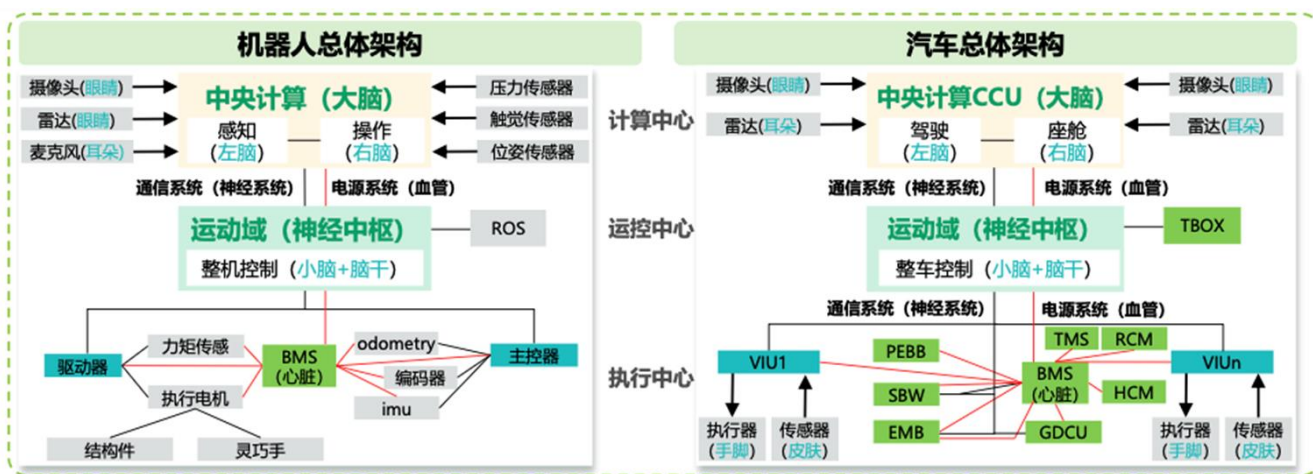 机器人总体架构
摄像头(眼睛)
雷达(眼睛)
麦克风(耳朵)
中央计算（大脑）
感知
(左脑)
操作
(右脑)
压力传感器
触觉传感器
位姿传感器
通信系统（神经系统）
电源系统（血管）
运动域（神经中枢）
整机控制（小脑+脑干）
ROS
驱动器
力矩传感
执行电机
结构件
灵巧手
BMS
(心脏)
odometry
编码器
imu
主控器
计算中心
运控中心
执行中心
汽车总体架构
摄像头(眼睛)
雷达(耳朵)
中央计算CCU（大脑）
驾驶
(左脑)
座舱
(右脑)
摄像头(眼睛)
雷达(耳朵)
通信系统（神经系统）
电源系统（血管）
运动域（神经中枢）
整车控制（小脑+脑干）
TBOX
通信系统（神经系统）
电源系统（血管）
VIU1
执行器
(手脚)
传感器
(皮肤)
PEBB
SBW
EMB
TMS
RCM
BMS
(心脏)
HCM
GDCU
VIUn
执行器
(手脚)
传感器
(皮肤)